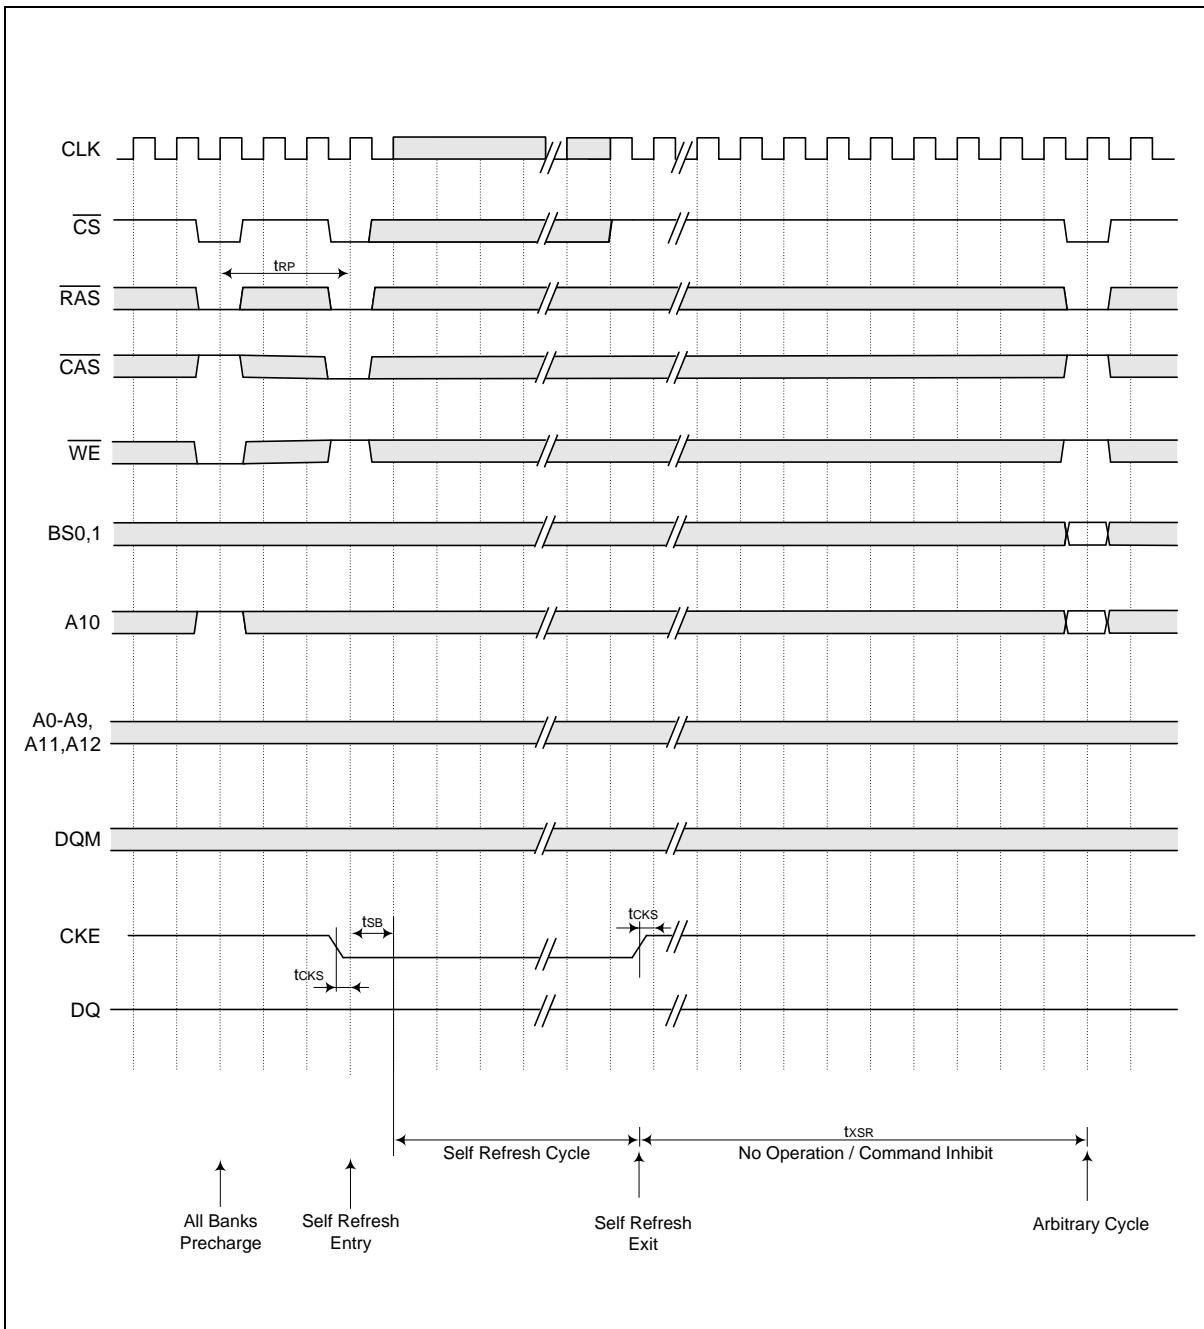 CLK
CS
tRP
RAS
CAS
WE
BS0,1
A10
A0-A9,
A11,A12
DQM
tSB
tCKS
CKE
tCKS
DQ
tXSR
Self Refresh Cycle
No Operation / Command Inhibit
All Banks
Precharge
Self Refresh
Entry
Self Refresh
Exit
Arbitrary Cycle